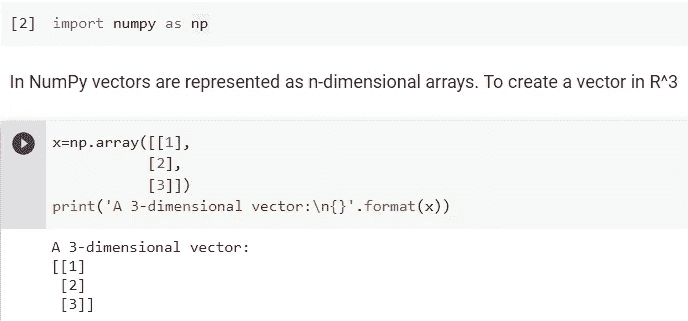 [2] import numpy as np
In NumPy vectors are represented as n-dimensional arrays. To create a vector in R^3
x=np.array([[1],
[2],
[3]])
print('A 3-dimensional vector:\n{}'.format(x))
A 3-dimensional vector:
[[1]
[2]
[3]]